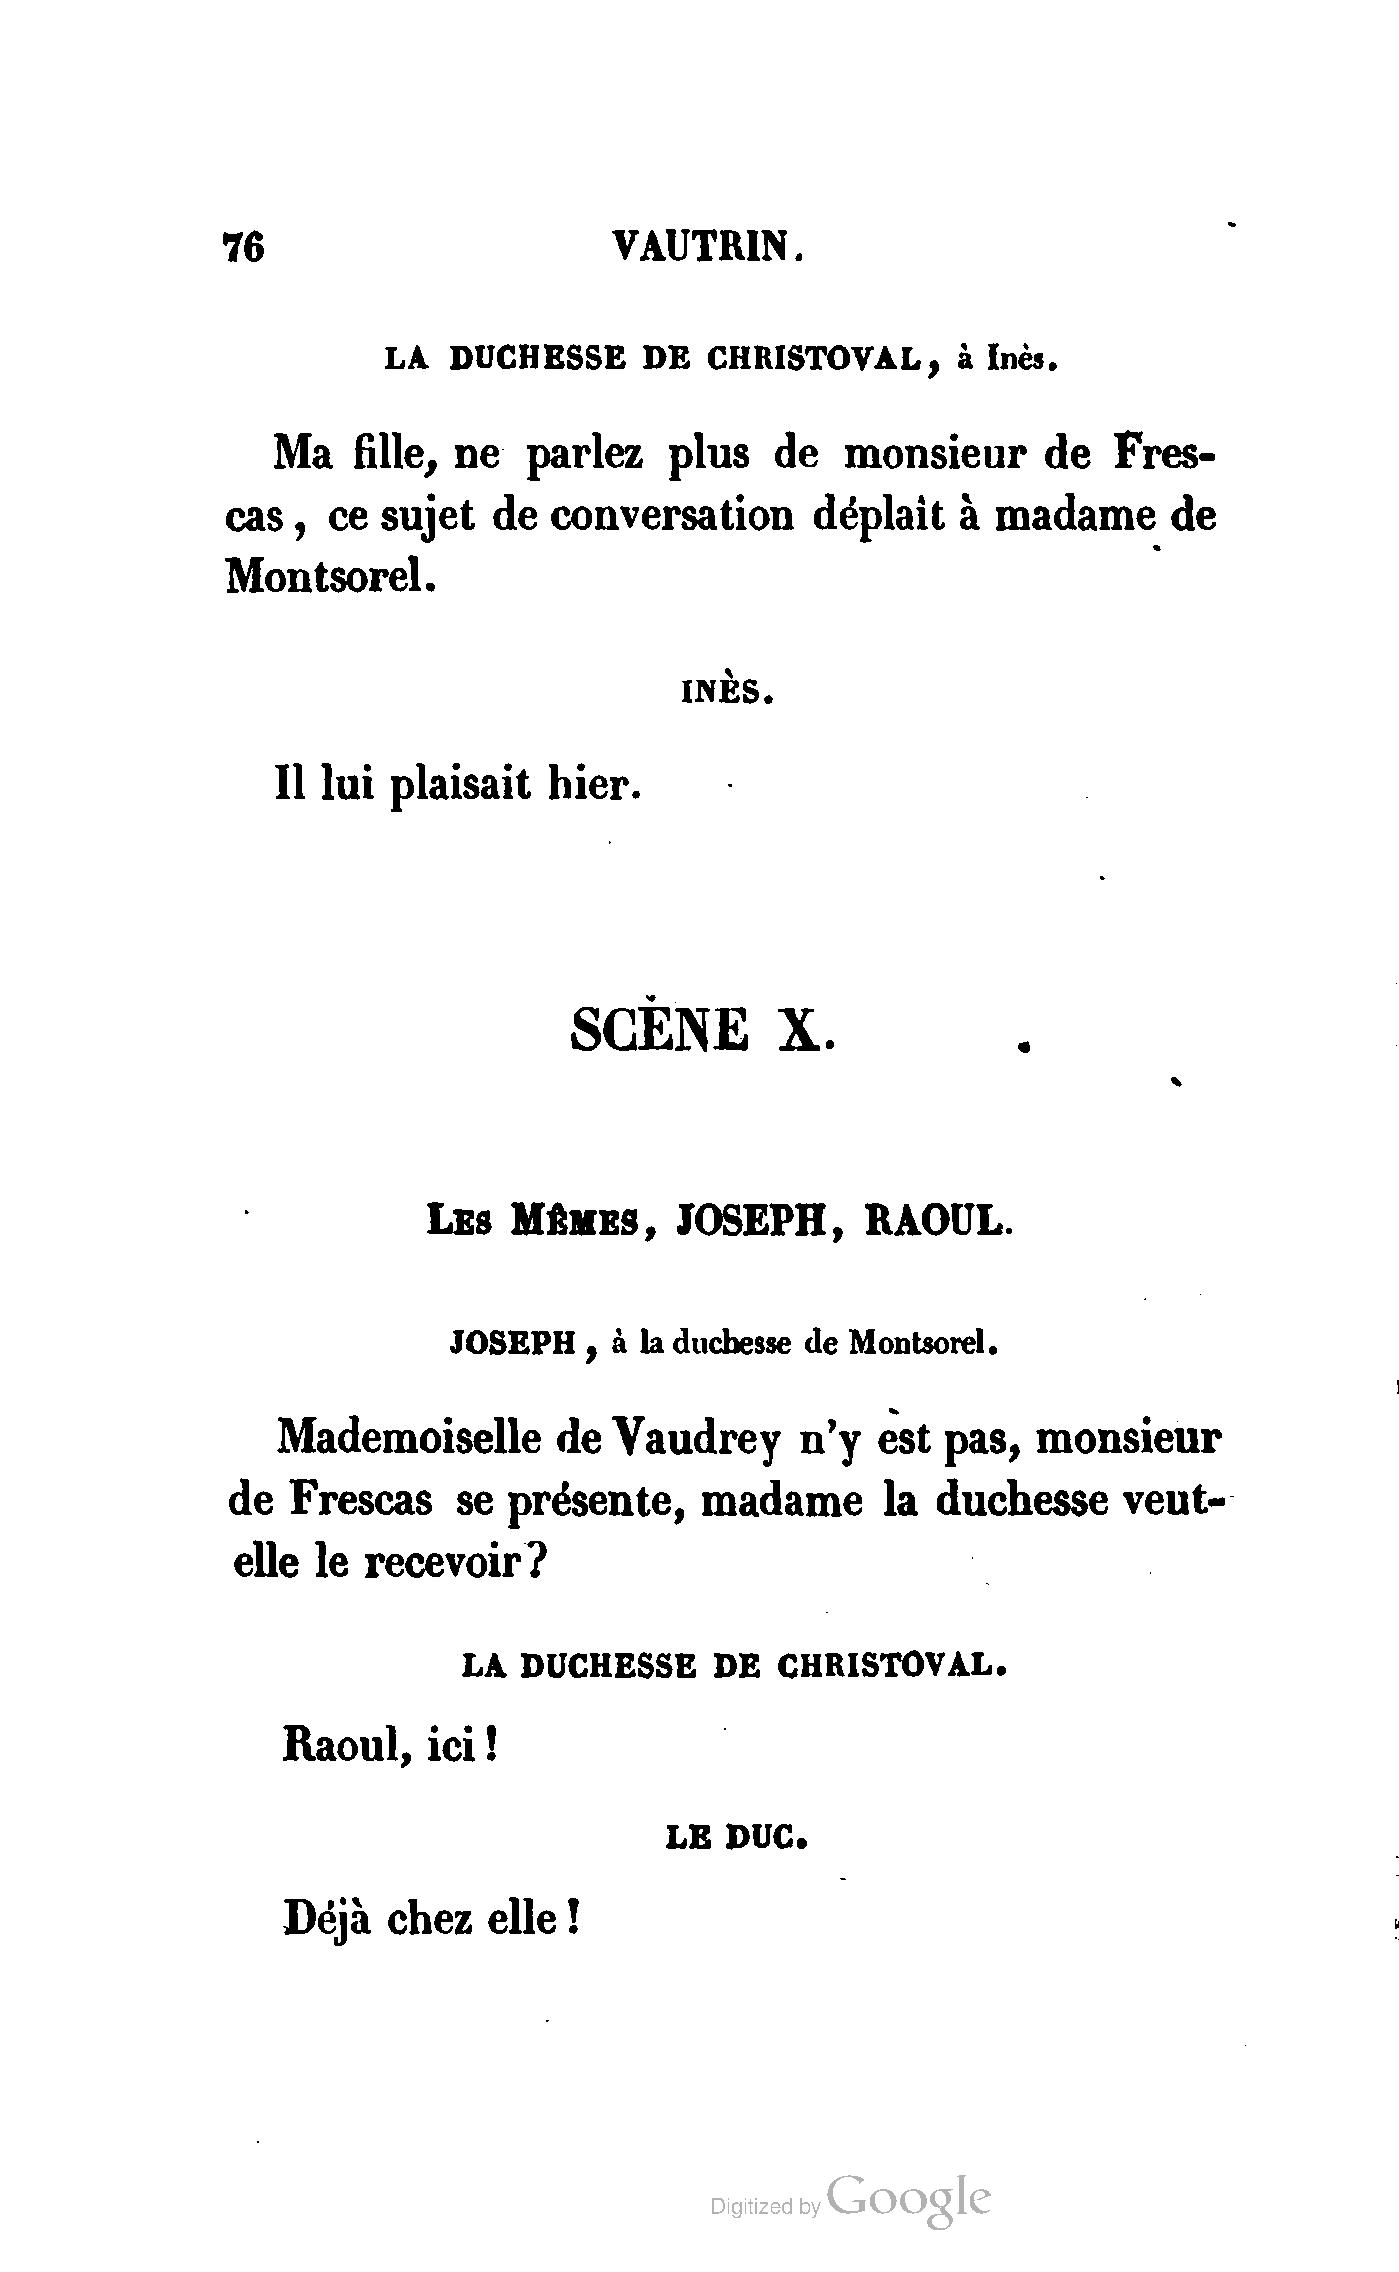 76 VAUTRIN.
LA DUCHESSE DE CHRISTOVAL, à Inès.
Ma fille, ne parlez plus de monsieur de Fres-
cas, ce sujet de conversation déplaît à madame de
Montsorel.
INÈS.
Il lui plaisait hier.
SCÈNE X.
LES MÊMES, JOSEPH, RAOUL.
JOSEPH, à la duchesse de Montsorel.
Mademoiselle de Vaudrey n'y est pas, monsieur
de Frescas se présente, madame la duchesse veut-
elle le recevoir?
LA DUCHESSE DE CHRISTOVAL.
Raoul, ici!
LE DUC.
Déjà chez elle!
Digitized by Google